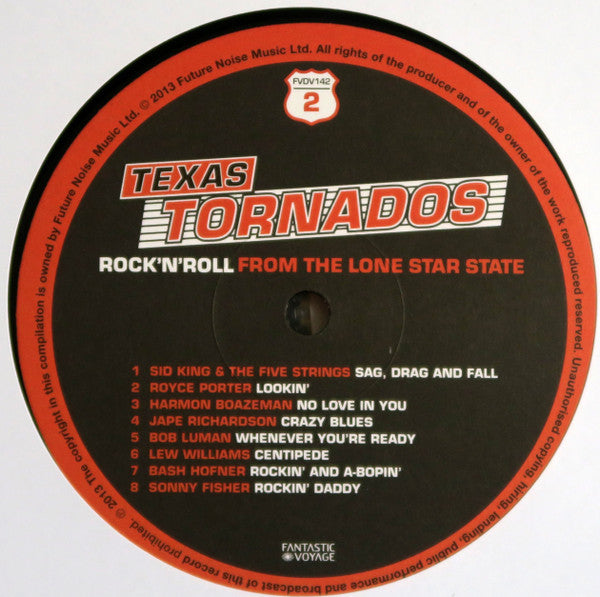 FVDV142
2
TEXAS
TORNADOS
ROCK'N'ROLL FROM THE LONE STAR STATE
1 SID KING & THE FIVE STRINGS SAG, DRAG AND FALL
2 ROYCE PORTER LOOKIN'
3 HARMON BOAZEMAN NO LOVE IN YOU
4 JAPE RICHARDSON CRAZY BLUES
5 BOB LUMAN WHENEVER YOU'RE READY
6 LEW WILLIAMS CENTIPEDE
7 BASH HOFNER ROCKIN' AND A-BOPIN'
8 SONNY FISHER ROCKIN' DADDY
FANTASTIC
VOYAGE
℗ 2013 The copyright in this compilation is owned by Future Noise Music Ltd. © 2013 Future Noise Music Ltd. All rights of the producer and of the owner of the work reproduced reserved. Unauthorised copying, hiring, lending, public performance and broadcast of this record prohibited.